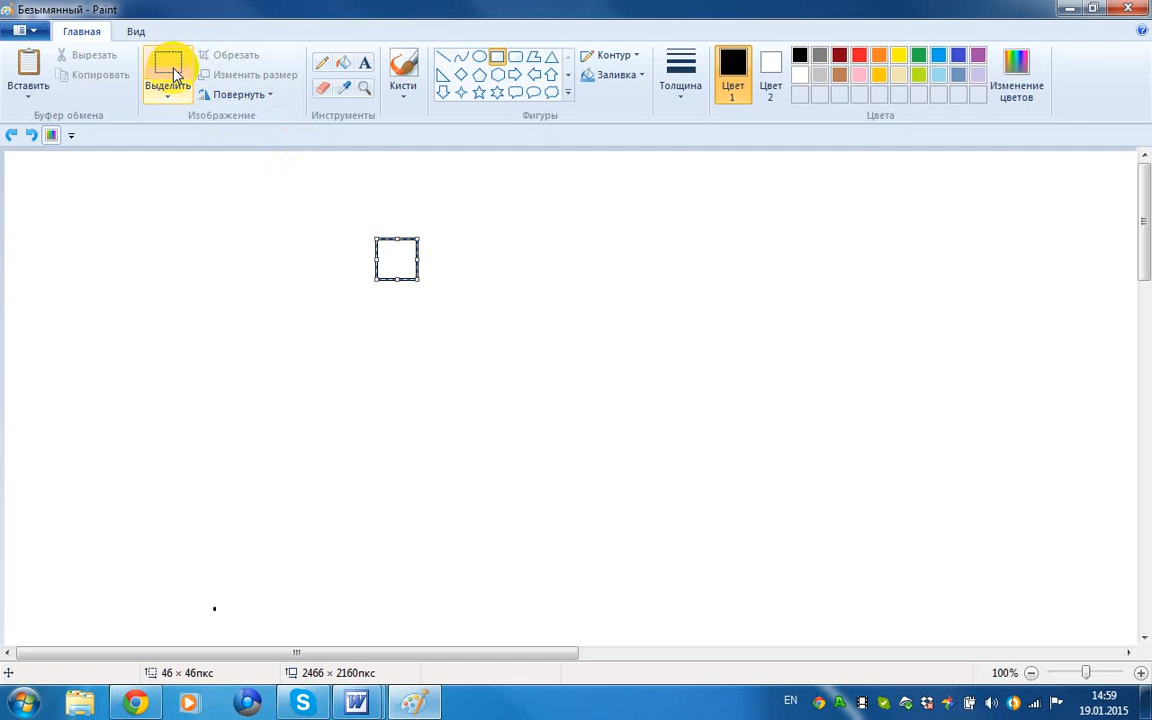 Безымянный - Paint
Главная Вид
Вставить
Вырезать
Копировать
Буфер обмена
Выделить
Обрезать
Изменить размер
Повернуть
Изображение
A
Инструменты
Кисти
Контур
Заливка
Фигуры
Толщина
Цвет
1
Цвет
2
Изменение
цветов
Цвета
46 × 46пкс
2466 × 2160пкс
100%
S
W
EN
14:59
19.01.2015